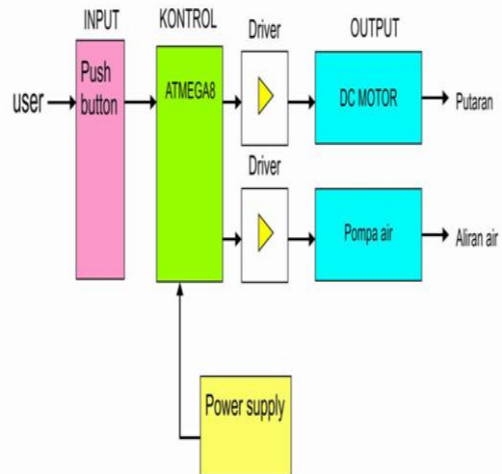 INPUT
KONTROL
Driver
OUTPUT
user
Push
button
ATMEGA8
DC MOTOR
Putaran
Driver
Pompa air
Aliran air
Power supply